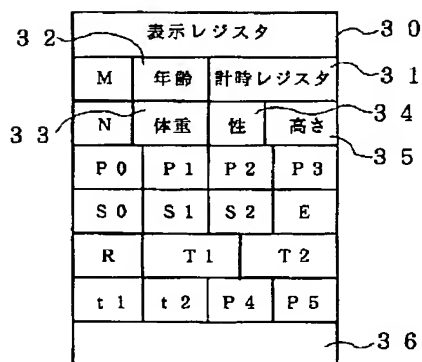 表示レジスタ 30
32
M 年齢 計時レジスタ 31
33 N 体重 性 高さ 34
35
P0 P1 P2 P3
S0 S1 S2 E
R T1 T2
t1 t2 P4 P5
36